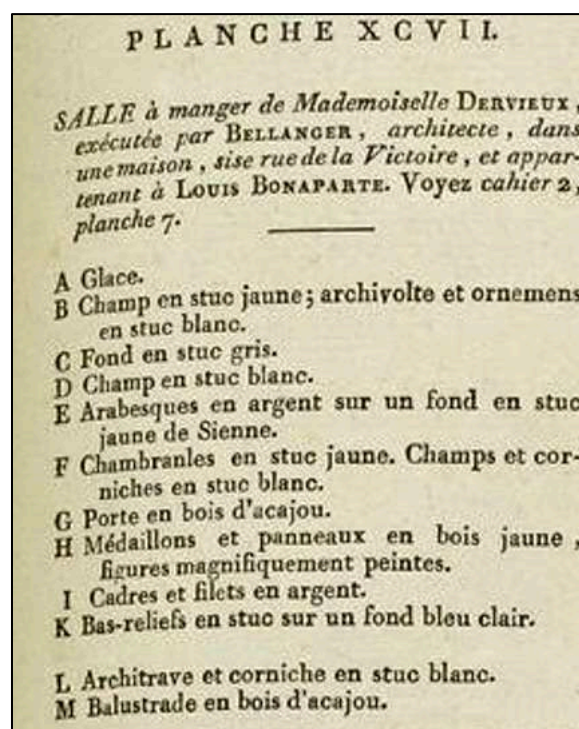 PLANCHE XCVII.
SALLE à manger de Mademoiselle DERVIEUX,
exécutée par BELLANGER, architecte, dans
une maison, sise rue de la Victoire, et appar-
tenant à LOUIS BONAPARTE. Voyez cahier 2,
planche 7.
A Glace.
B Champ en stuc jaune; archivolte et ornemens
en stuc blanc.
C Fond en stuc gris.
D Champ en stuc blanc.
E Arabesques en argent sur un fond en stuc
jaune de Sienne.
F Chambranles en stuc jaune. Champs et cor-
niches en stuc blanc.
G Porte en bois d'acajou.
H Médaillons et panneaux en bois jaune,
figures magnifiquement peintes.
I Cadres et filets en argent.
K Bas-reliefs en stuc sur un fond bleu clair.
L Architrave et corniche en stuc blanc.
M Balustrade en bois d'acajou.